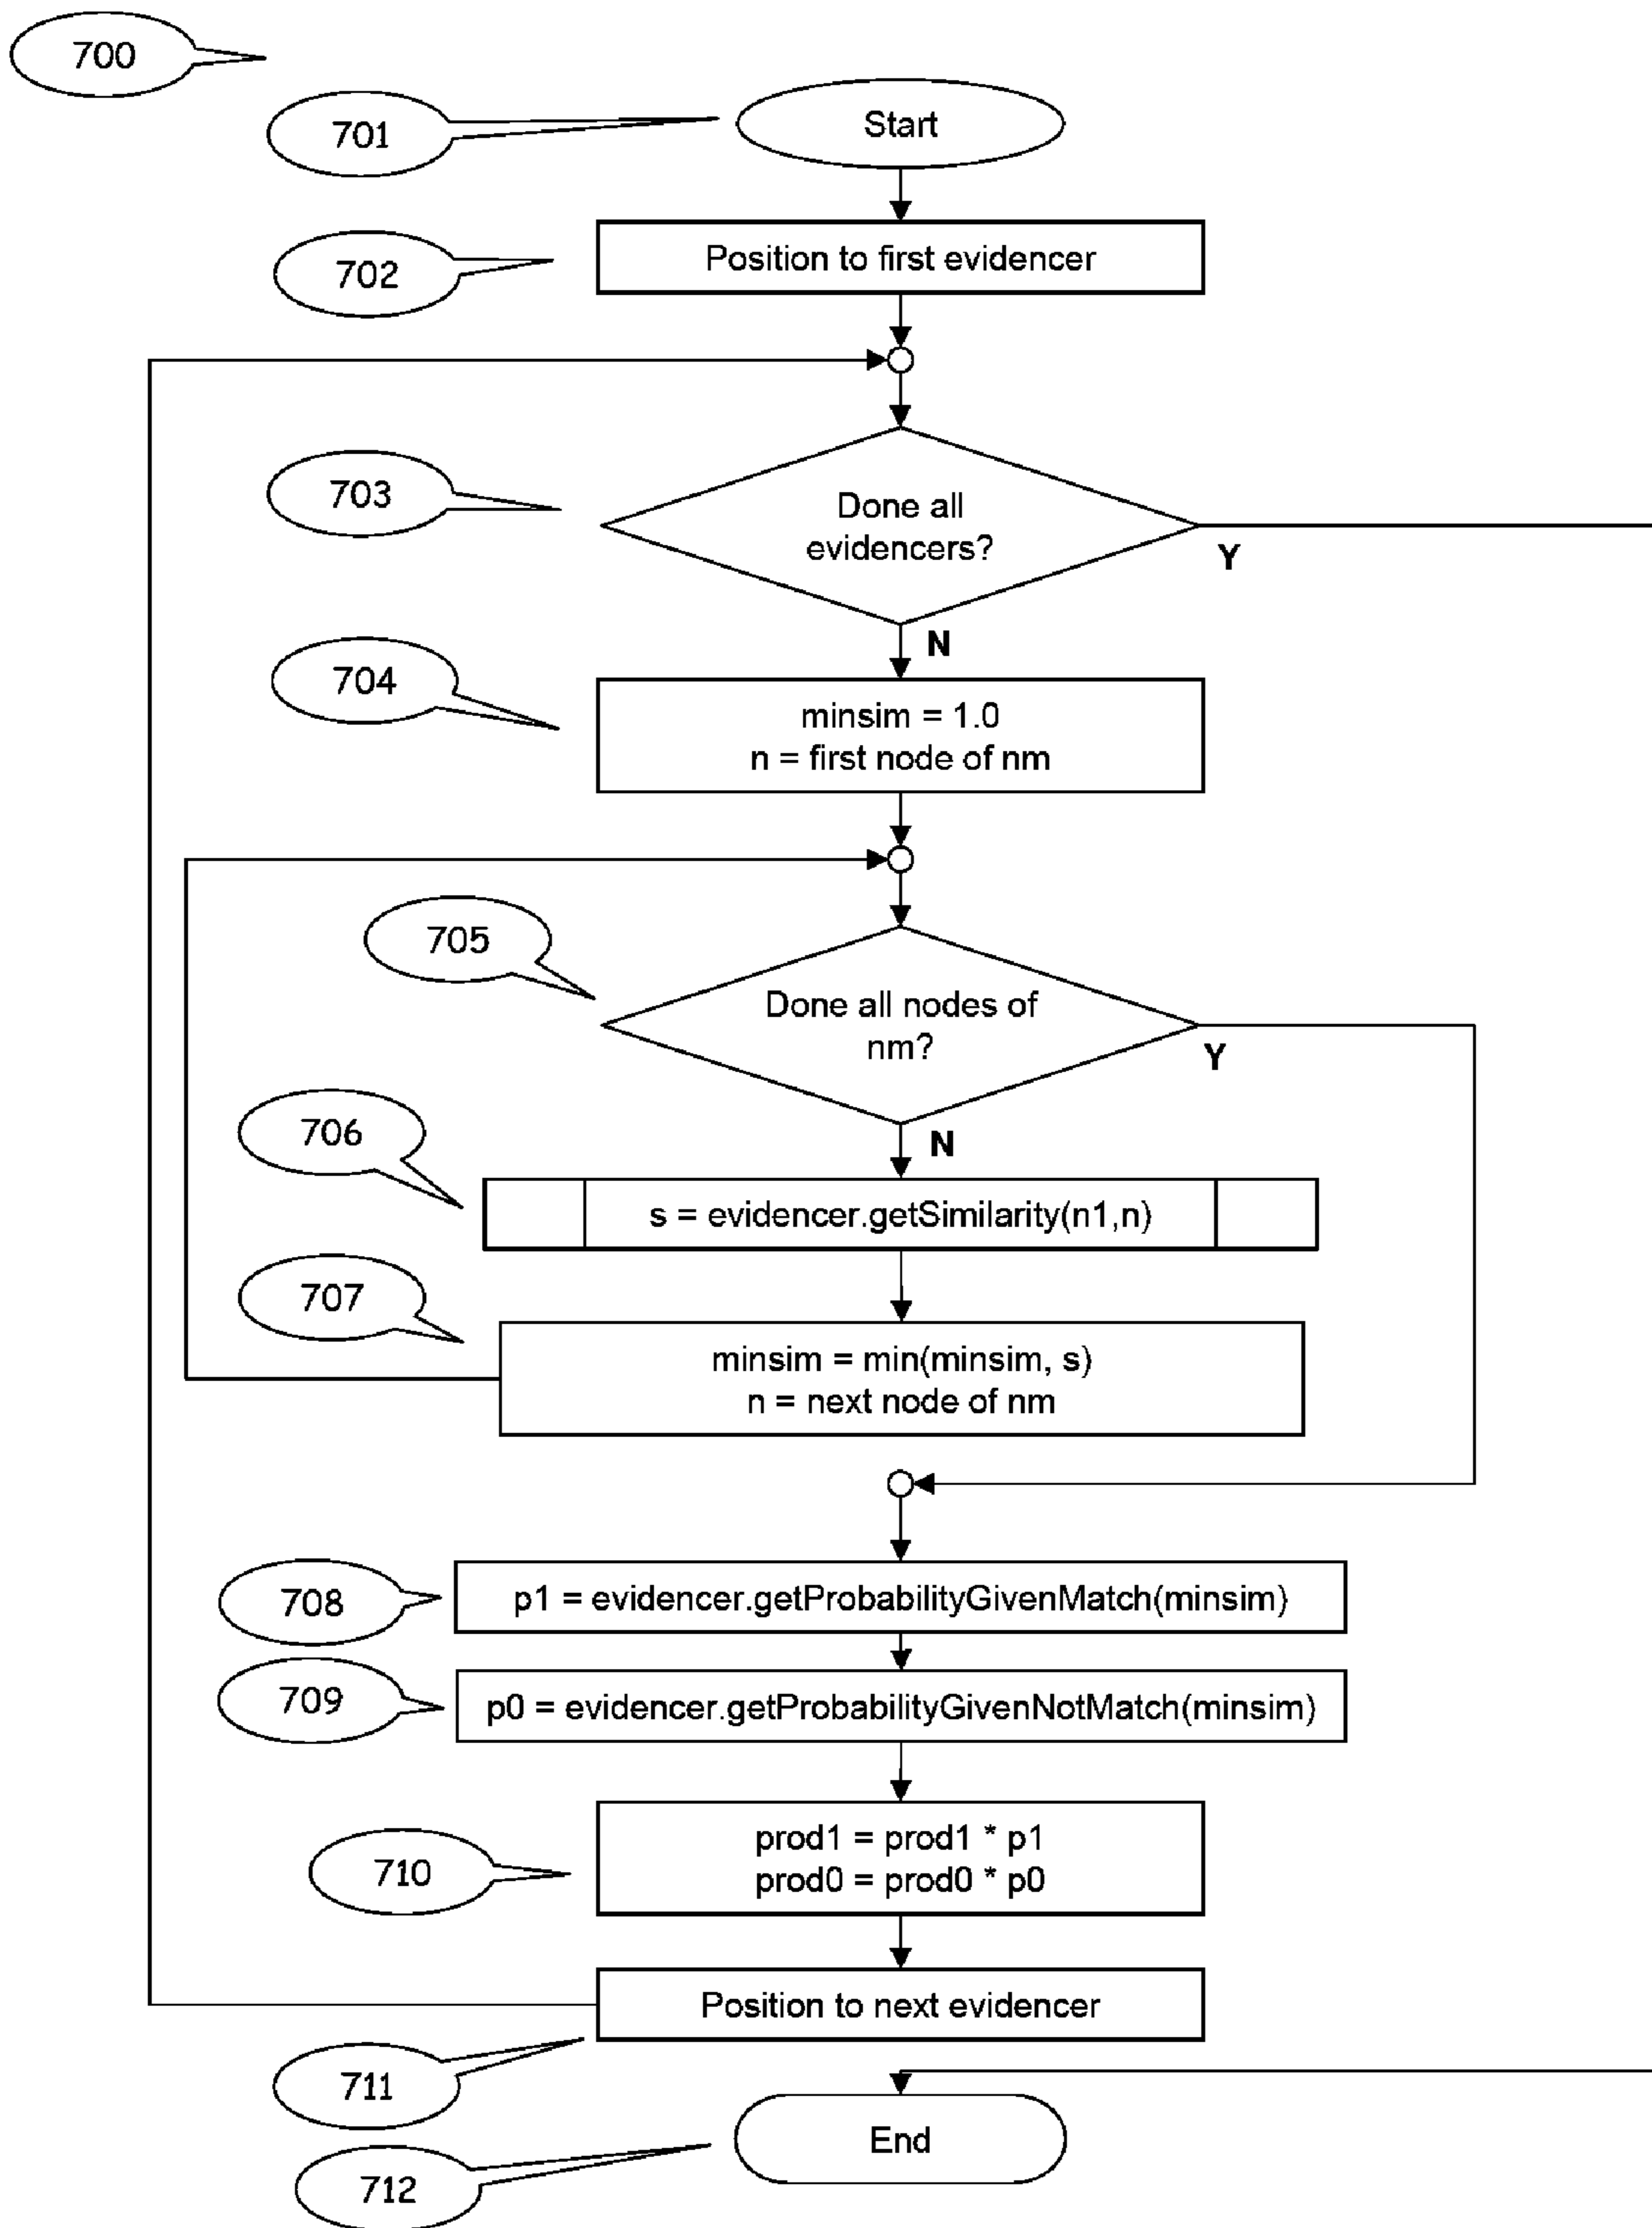 700
701
Start
702
Position to first evidencer
703
Done all
evidencers?
Y
N
704
minsim = 1.0
n = first node of nm
705
Done all nodes of
nm?
Y
N
706
s = evidencer.getSimilarity(n1,n)
707
minsim = min(minsim, s)
n = next node of nm
708
p1 = evidencer.getProbabilityGivenMatch(minsim)
709
p0 = evidencer.getProbabilityGivenNotMatch(minsim)
710
prod1 = prod1 * p1
prod0 = prod0 * p0
Position to next evidencer
711
End
712